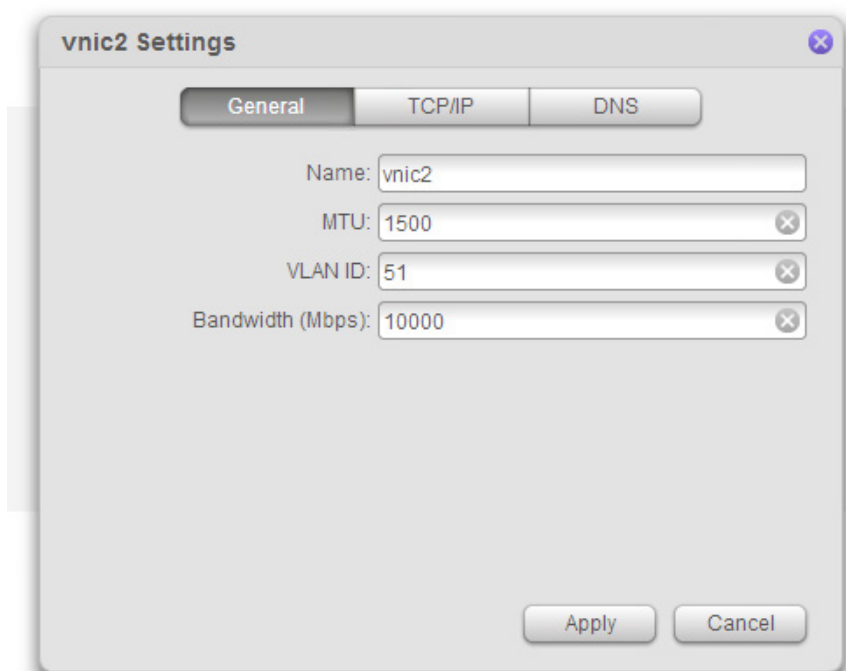 vnic2 Settings
General TCP/IP DNS
Name: vnic2
MTU: 1500
VLAN ID: 51
Bandwidth (Mbps): 10000
Apply Cancel